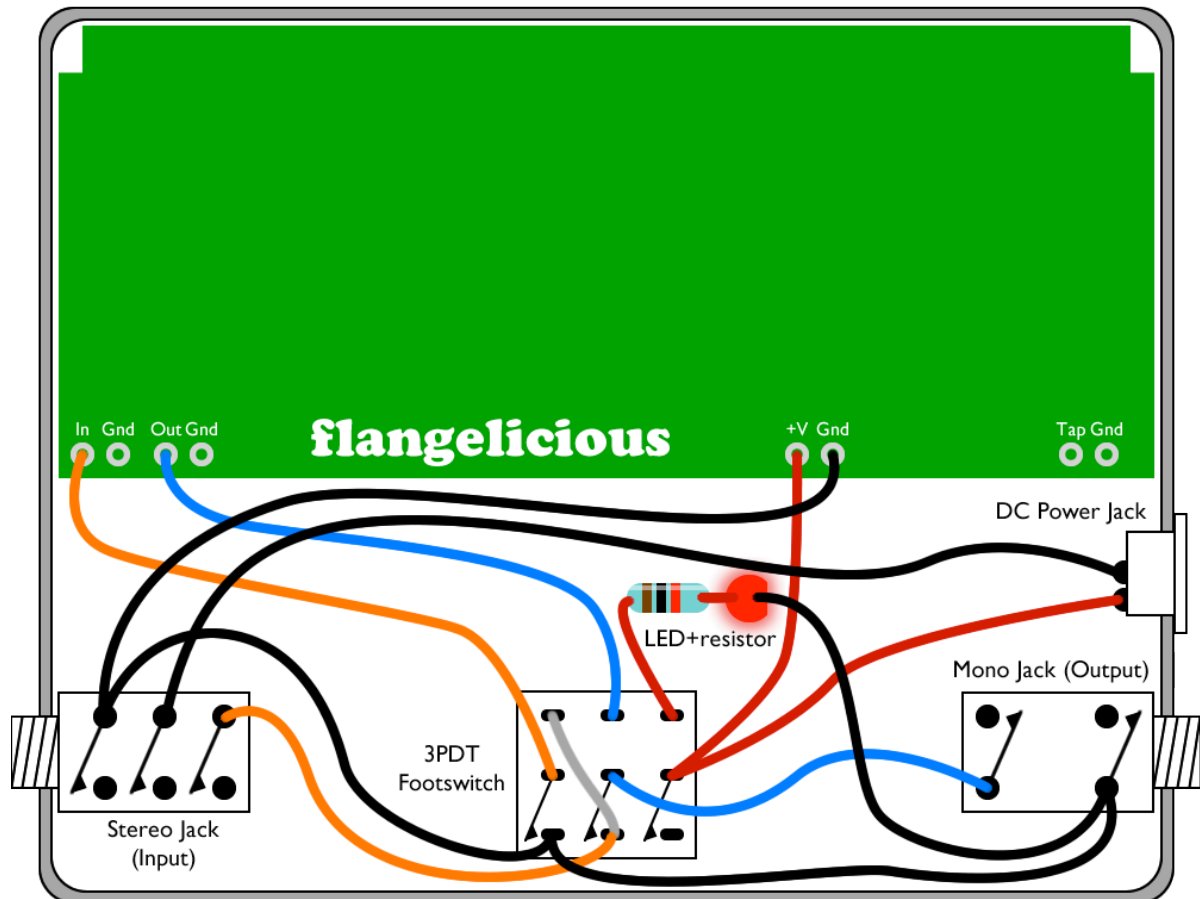 In Gnd Out Gnd
flangelicious
+V Gnd
Tap Gnd
DC Power Jack
LED+resistor
Mono Jack (Output)
3PDT
Footswitch
Stereo Jack
(Input)